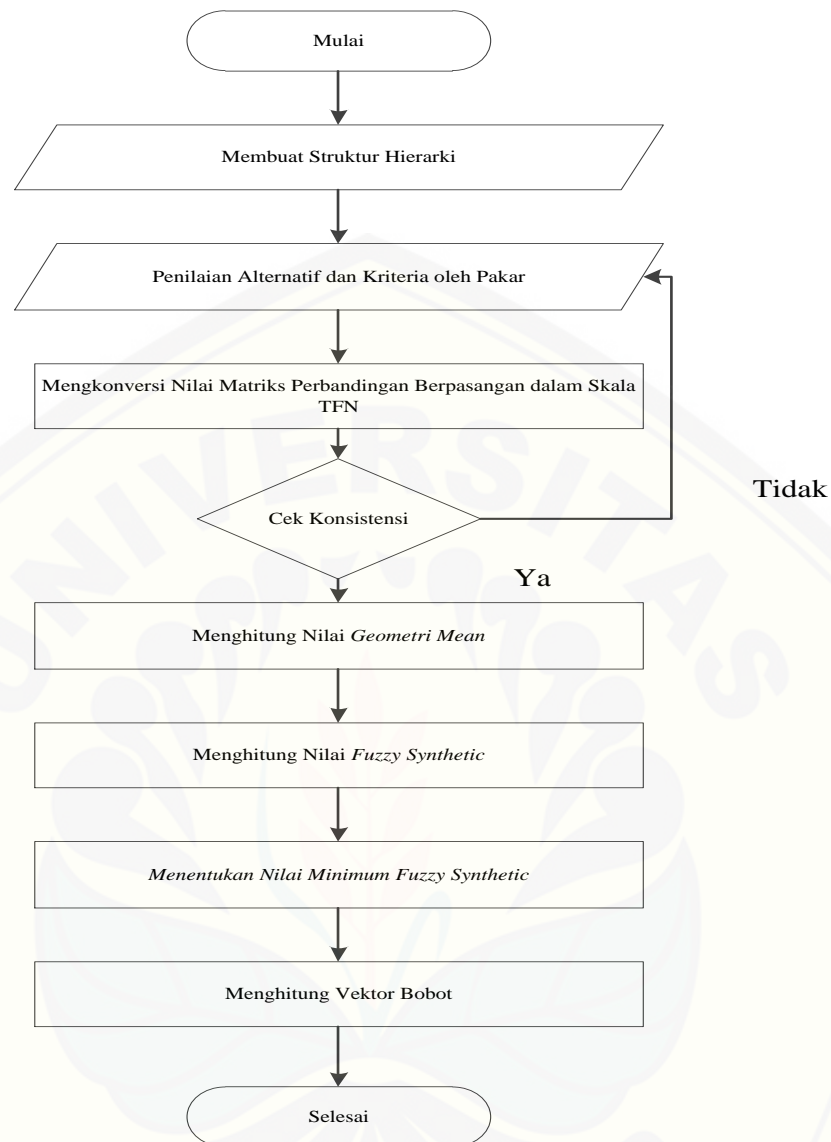 Mulai
Membuat Struktur Hierarki
Penilaian Alternatif dan Kriteria oleh Pakar
Mengkonversi Nilai Matriks Perbandingan Berpasangan dalam Skala
TFN
Tidak
Cek Konsistensi
Ya
Menghitung Nilai Geometri Mean
Menghitung Nilai Fuzzy Synthetic
Menentukan Nilai Minimum Fuzzy Synthetic
Menghitung Vektor Bobot
Selesai
UNIVERSITAS